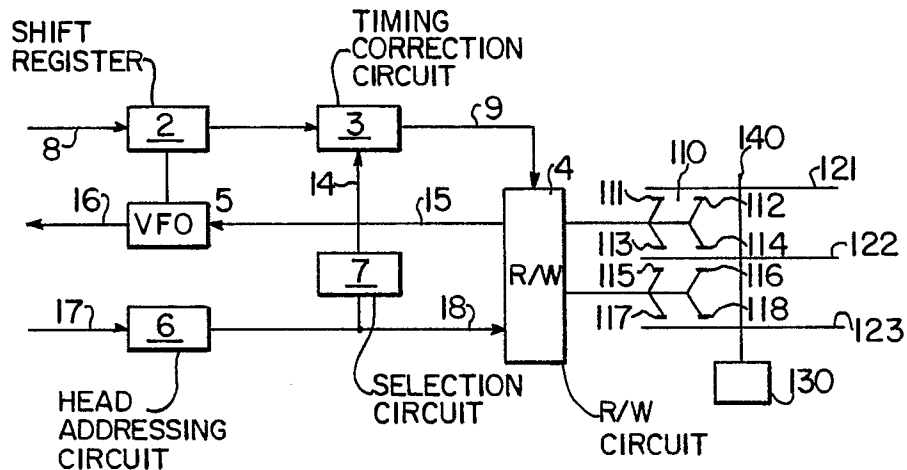 SHIFT
REGISTER
TIMING
CORRECTION
CIRCUIT
8
2
3
9
14
4
110
140
121
111
112
16
VFO
5
15
113
114
122
7
R/W
115
116
17
6
18
117
118
123
HEAD
ADDRESSING
CIRCUIT
SELECTION
CIRCUIT
R/W
CIRCUIT
130